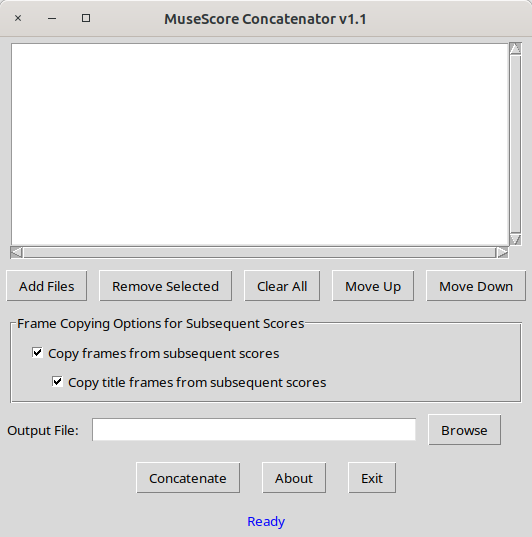 MuseScore Concatenator v1.1
Add Files Remove Selected Clear All Move Up Move Down
Frame Copying Options for Subsequent Scores
Copy frames from subsequent scores
Copy title frames from subsequent scores
Output File: Browse
Concatenate About Exit
Ready